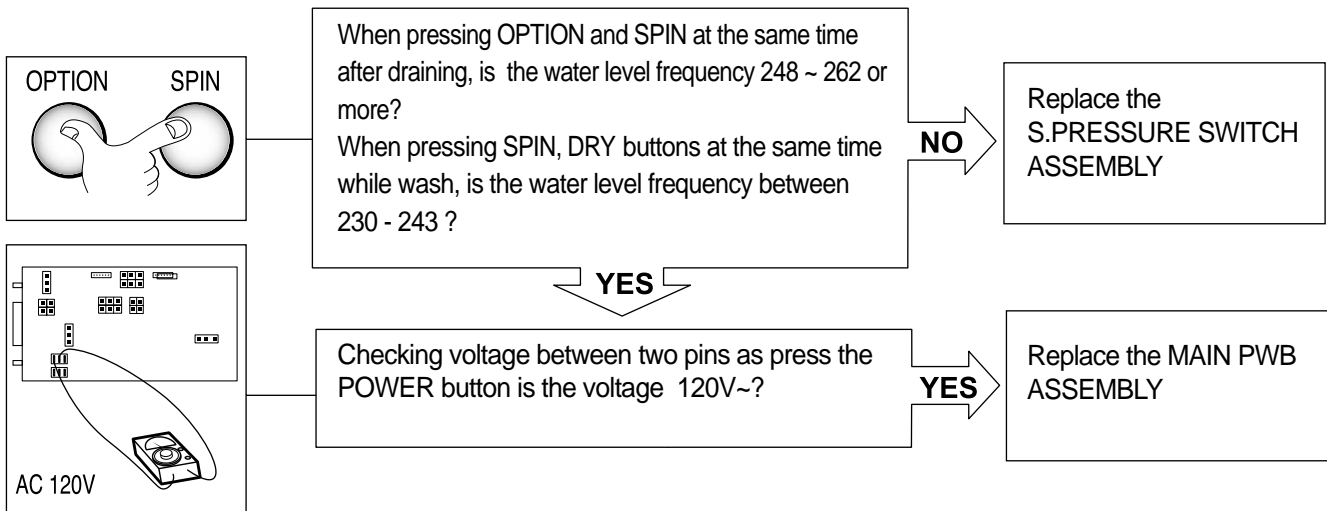 OPTION SPIN
When pressing OPTION and SPIN at the same time
after draining, is the water level frequency 248 ~ 262 or
more?
When pressing SPIN, DRY buttons at the same time
while wash, is the water level frequency between
230 - 243 ?
NO
Replace the
S.PRESSURE SWITCH
ASSEMBLY
YES
AC 120V
Checking voltage between two pins as press the
POWER button is the voltage 120V~?
YES
Replace the MAIN PWB
ASSEMBLY